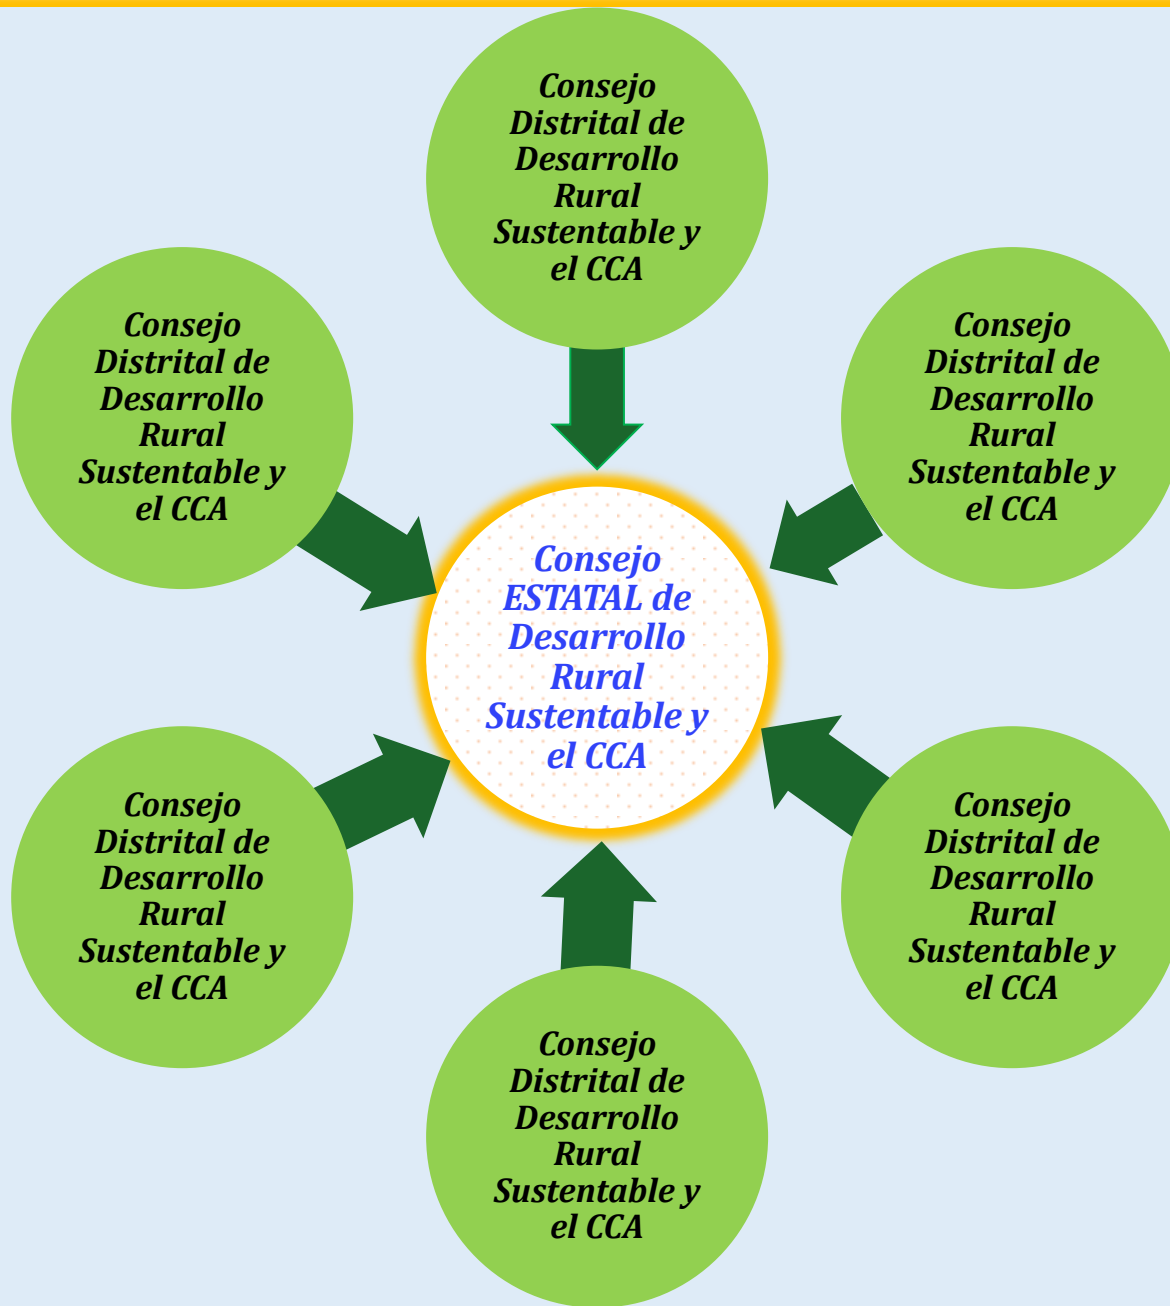 Consejo
Distrital de
Desarrollo
Rural
Sustentable y
el CCA
Consejo
Distrital de
Desarrollo
Rural
Sustentable y
el CCA
Consejo
Distrital de
Desarrollo
Rural
Sustentable y
el CCA
Consejo
ESTATAL de
Desarrollo
Rural
Sustentable y
el CCA
Consejo
Distrital de
Desarrollo
Rural
Sustentable y
el CCA
Consejo
Distrital de
Desarrollo
Rural
Sustentable y
el CCA
Consejo
Distrital de
Desarrollo
Rural
Sustentable y
el CCA